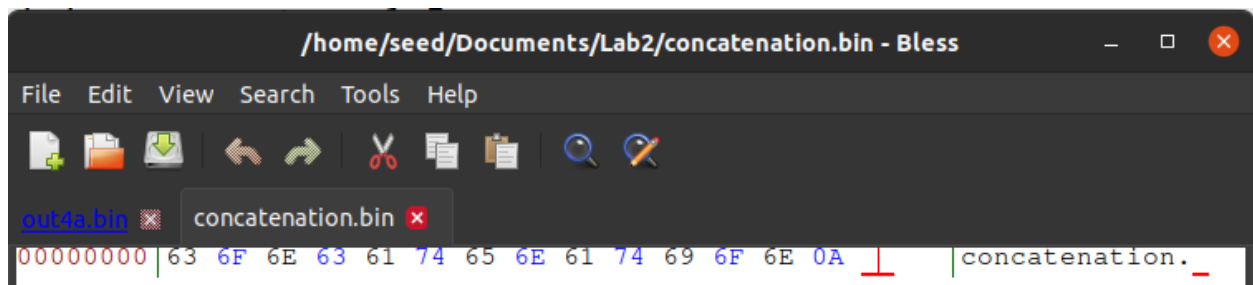 /home/seed/Documents/Lab2/concatenation.bin - Bless
File Edit View Search Tools Help
out4a.bin concatenation.bin
00000000 63 6F 6E 63 61 74 65 6E 61 74 69 6F 6E 0A concatenation.